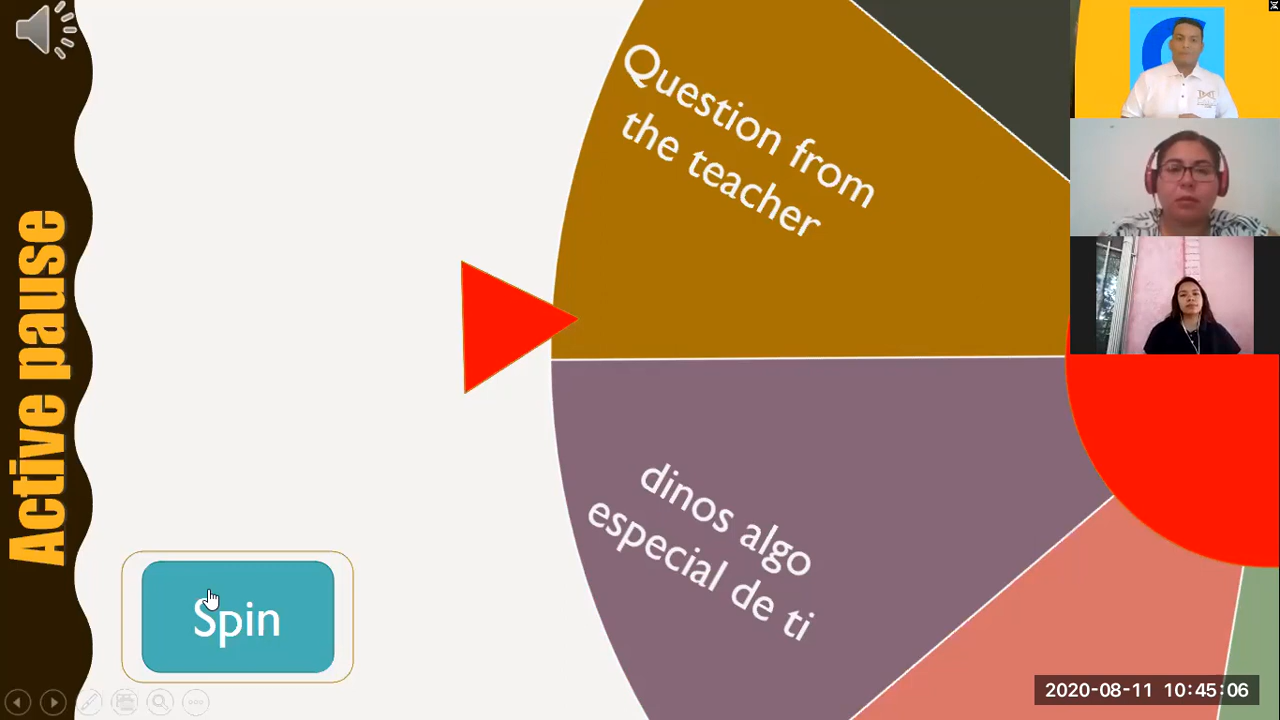 Active pause
Question from
the teacher
dinos algo
especial de ti
Spin
2020-08-11 10:45:06